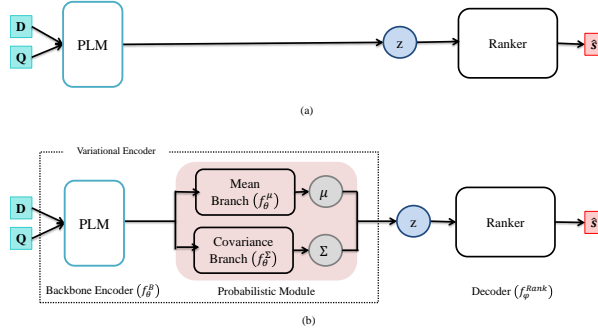 D
Q
PLM
z
Ranker
ŝ
(a)
Variational Encoder
D
Q
PLM
Mean
Branch (f_θ^μ)
μ
Covariance
Branch (f_θ^Σ)
Σ
z
Ranker
ŝ
Backbone Encoder (f_θ^B)
Probabilistic Module
Decoder (f_φ^Rank)
(b)